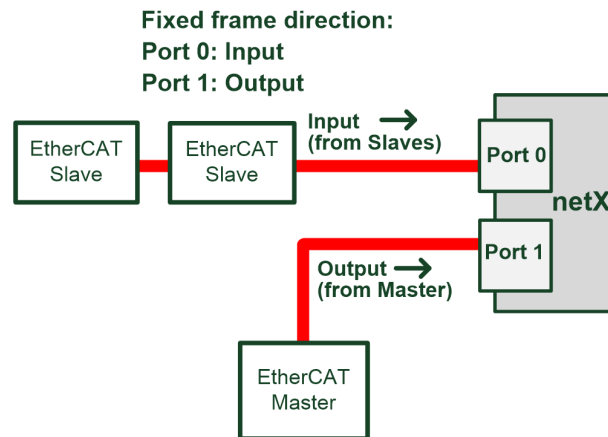 Fixed frame direction:
Port 0: Input
Port 1: Output
Input
(from Slaves)
EtherCAT
Slave
EtherCAT
Slave
Port 0
netX
Port 1
Output
(from Master)
EtherCAT
Master